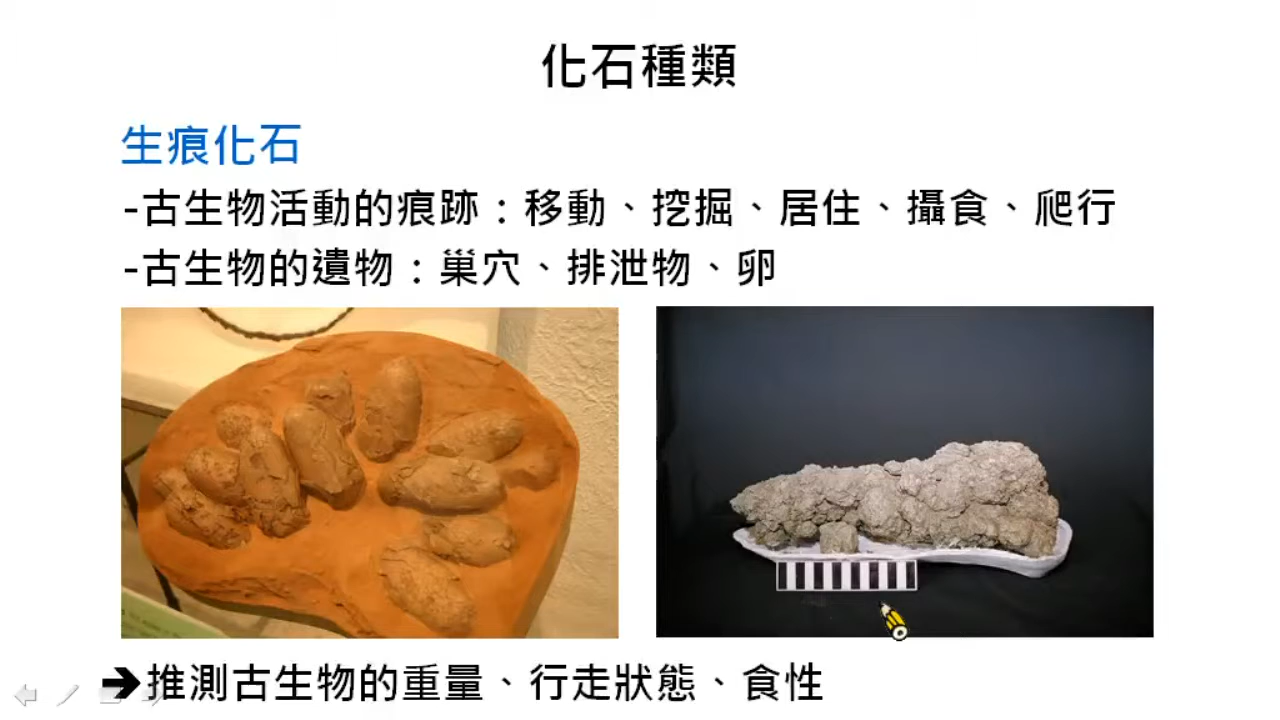 化石種類
生痕化石
-古生物活動的痕跡：移動、挖掘、居住、攝食、爬行
-古生物的遺物：巢穴、排泄物、卵
➔推測古生物的重量、行走狀態、食性